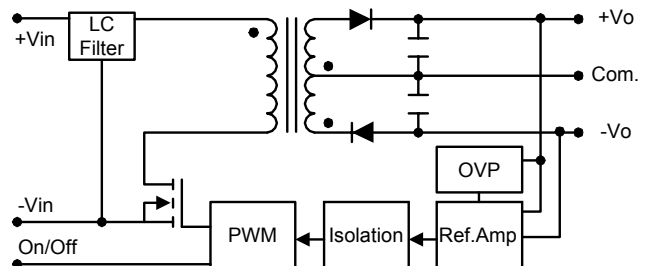 +Vin
LC
Filter
+Vo
Com.
-Vo
OVP
-Vin
PWM
Isolation
Ref.Amp
On/Off